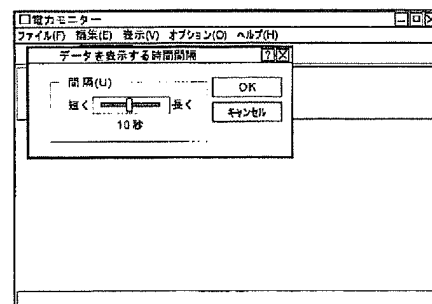 電力モニター
ファイル(F) 編集(E) 表示(V) オプション(O) ヘルプ(H)
データを表示する時間間隔
間隔(U)
短く 長く
10秒
OK
キャンセル